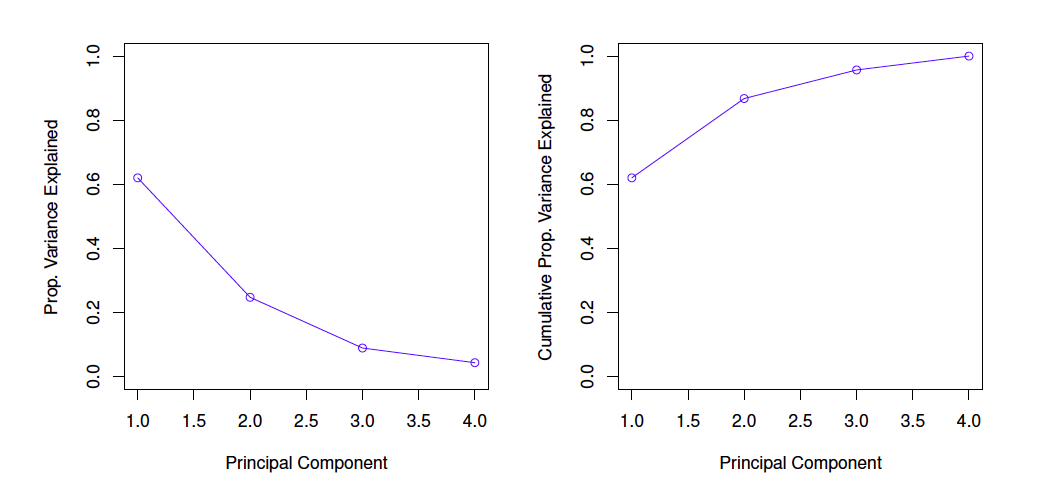 Prop. Variance Explained
1.0
0.8
0.6
0.4
0.2
0.0
1.0 1.5 2.0 2.5 3.0 3.5 4.0
Principal Component
Cumulative Prop. Variance Explained
1.0
0.8
0.6
0.4
0.2
0.0
1.0 1.5 2.0 2.5 3.0 3.5 4.0
Principal Component